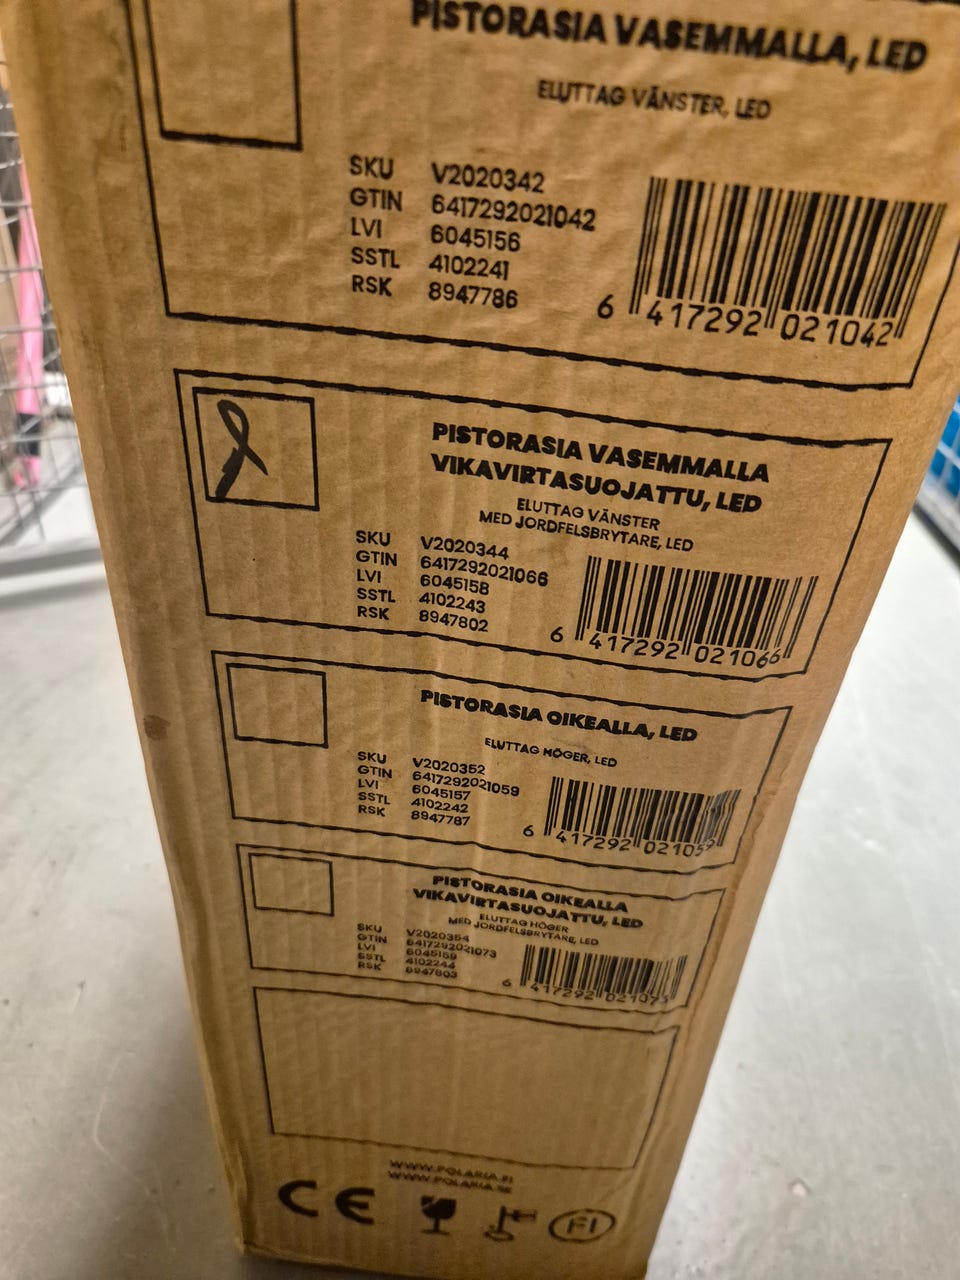 PISTORASIA VASEMMALLA, LED
ELUTTAG VÄNSTER, LED
SKU V2020342
GTIN 6417292021042
LVI 6045156
SSTL 4102241
RSK 8947786
6 417292 021042
PISTORASIA VASEMMALLA
VIKAVIRTASUOJATTU, LED
ELUTTAG VÄNSTER
MED JORDFELSBRYTARE, LED
SKU V2020344
GTIN 6417292021066
LVI 6045158
SSTL 4102243
RSK 8947802
6 417292 021066
PISTORASIA OIKEALLA, LED
ELUTTAG HÖGER, LED
SKU V2020352
GTIN 6417292021059
LVI 6045157
SSTL 4102242
RSK 8947787
6 417292 021059
PISTORASIA OIKEALLA
VIKAVIRTASUOJATTU, LED
ELUTTAG HÖGER
MED JORDFELSBRYTARE, LED
SKU V2020354
GTIN 6417292021073
LVI 6045159
SSTL 4102244
RSK 8947803
6 417292 021073
WWW.POLARIA.FI
WWW.POLARIA.SE
CE FI